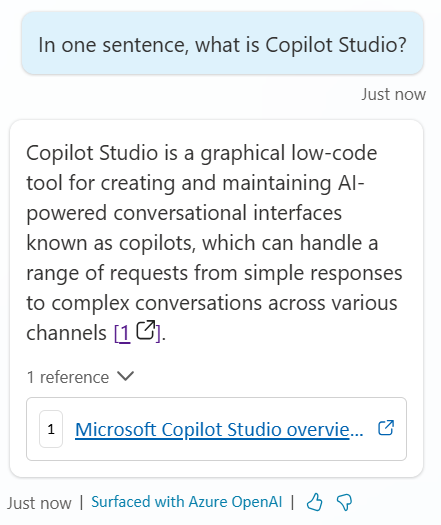 In one sentence, what is Copilot Studio?
Just now
Copilot Studio is a graphical low-code
tool for creating and maintaining AI-
powered conversational interfaces
known as copilots, which can handle a
range of requests from simple responses
to complex conversations across various
channels [1].
1 reference
1 Microsoft Copilot Studio overvie...
Just now | Surfaced with Azure OpenAI |